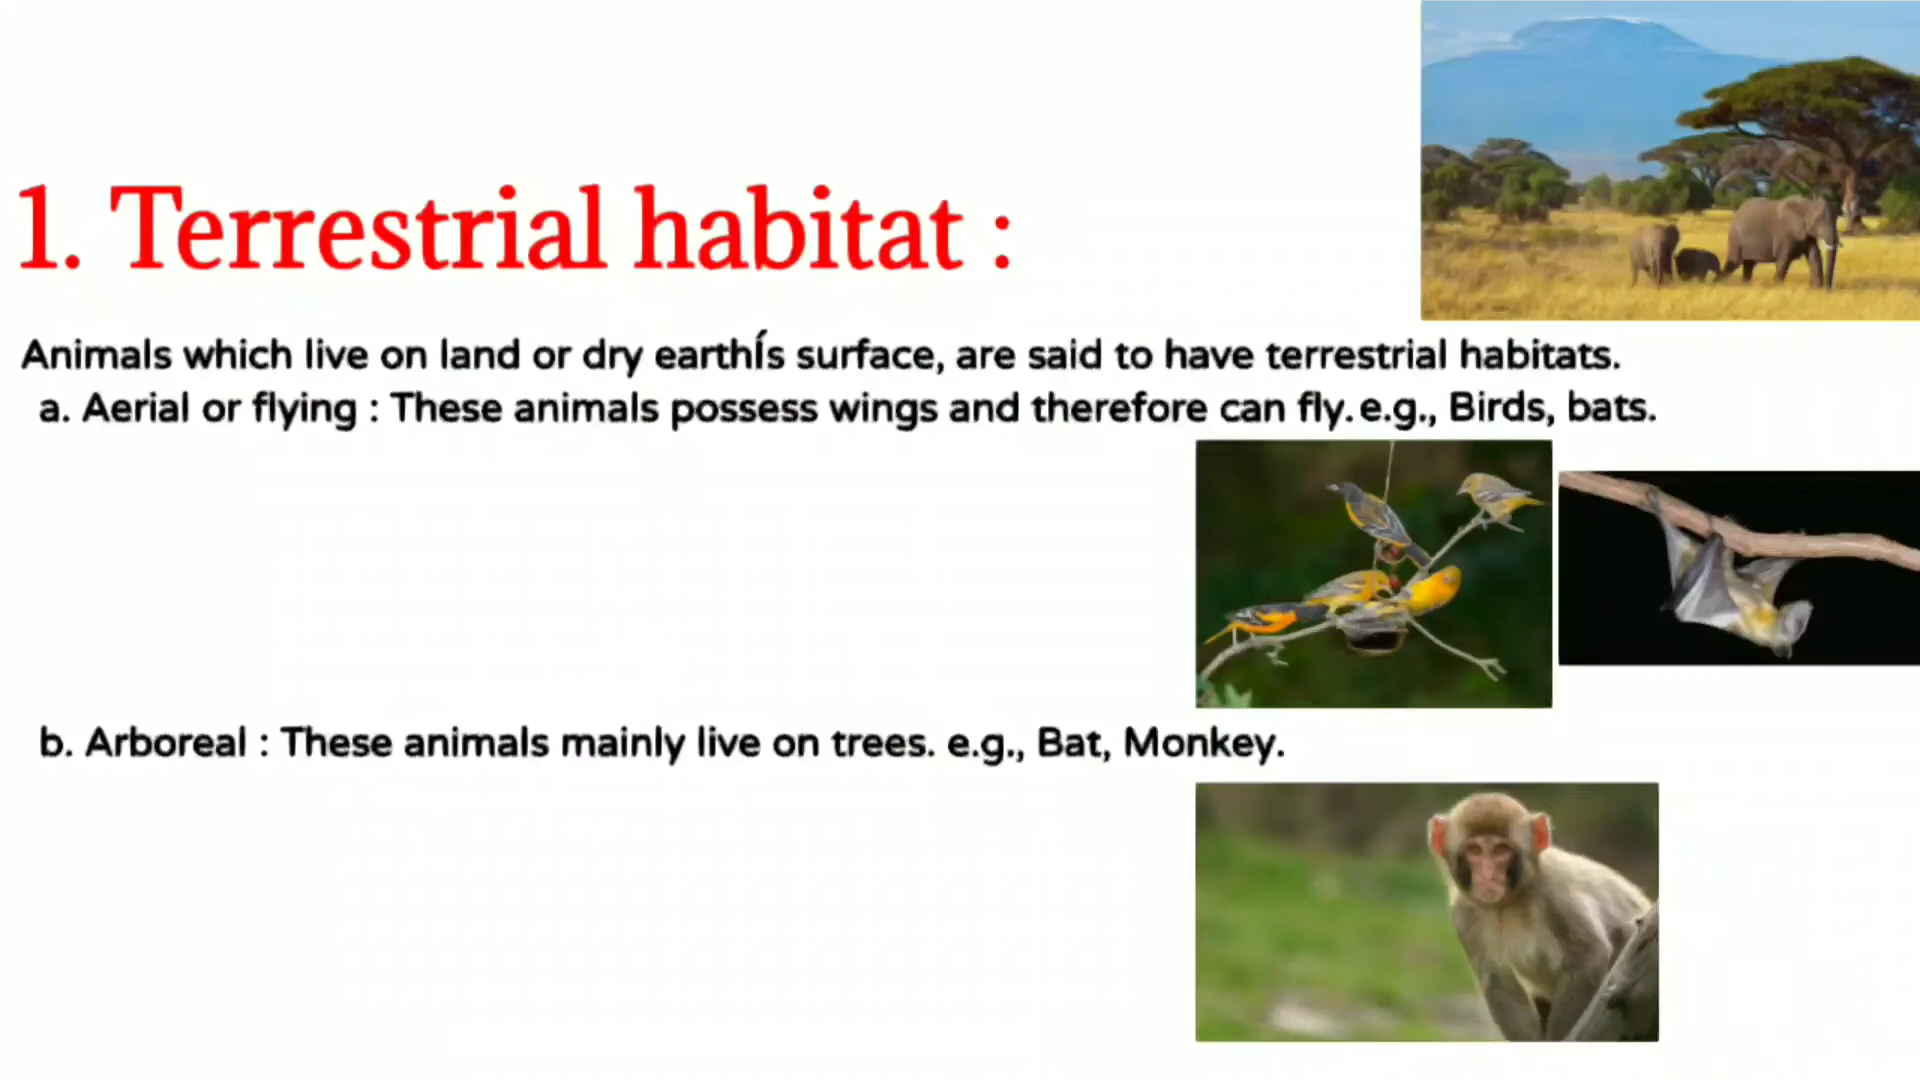 1. Terrestrial habitat :
Animals which live on land or dry earthÍs surface, are said to have terrestrial habitats.
a. Aerial or flying : These animals possess wings and therefore can fly. e.g., Birds, bats.
b. Arboreal : These animals mainly live on trees. e.g., Bat, Monkey.